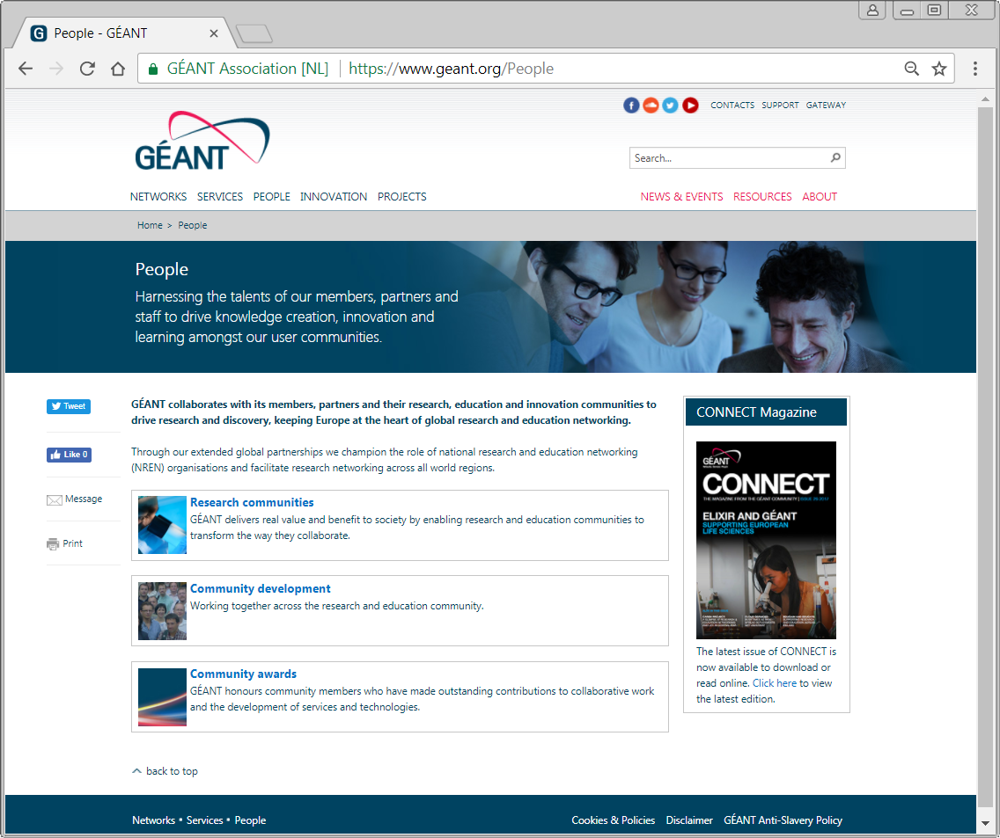 People - GÉANT
GÉANT Association [NL]
https://www.geant.org/People
CONTACTS SUPPORT GATEWAY
GÉANT
Search...
NETWORKS SERVICES PEOPLE INNOVATION PROJECTS
NEWS & EVENTS RESOURCES ABOUT
Home > People
People
Harnessing the talents of our members, partners and
staff to drive knowledge creation, innovation and
learning amongst our user communities.
Tweet
Like 0
Message
Print
GÉANT collaborates with its members, partners and their research, education and innovation communities to
drive research and discovery, keeping Europe at the heart of global research and education networking.
Through our extended global partnerships we champion the role of national research and education networking
(NREN) organisations and facilitate research networking across all world regions.
Research communities
GÉANT delivers real value and benefit to society by enabling research and education communities to
transform the way they collaborate.
Community development
Working together across the research and education community.
Community awards
GÉANT honours community members who have made outstanding contributions to collaborative work
and the development of services and technologies.
CONNECT Magazine
GÉANT
CONNECT
THE MAGAZINE FROM THE GÉANT COMMUNITY | ISSUE 26 2017
ELIXIR AND GÉANT
SUPPORTING EUROPEAN
LIFE SCIENCES
The latest issue of CONNECT is
now available to download or
read online. Click here to view
the latest edition.
back to top
Networks • Services • People
Cookies & Policies Disclaimer GÉANT Anti-Slavery Policy